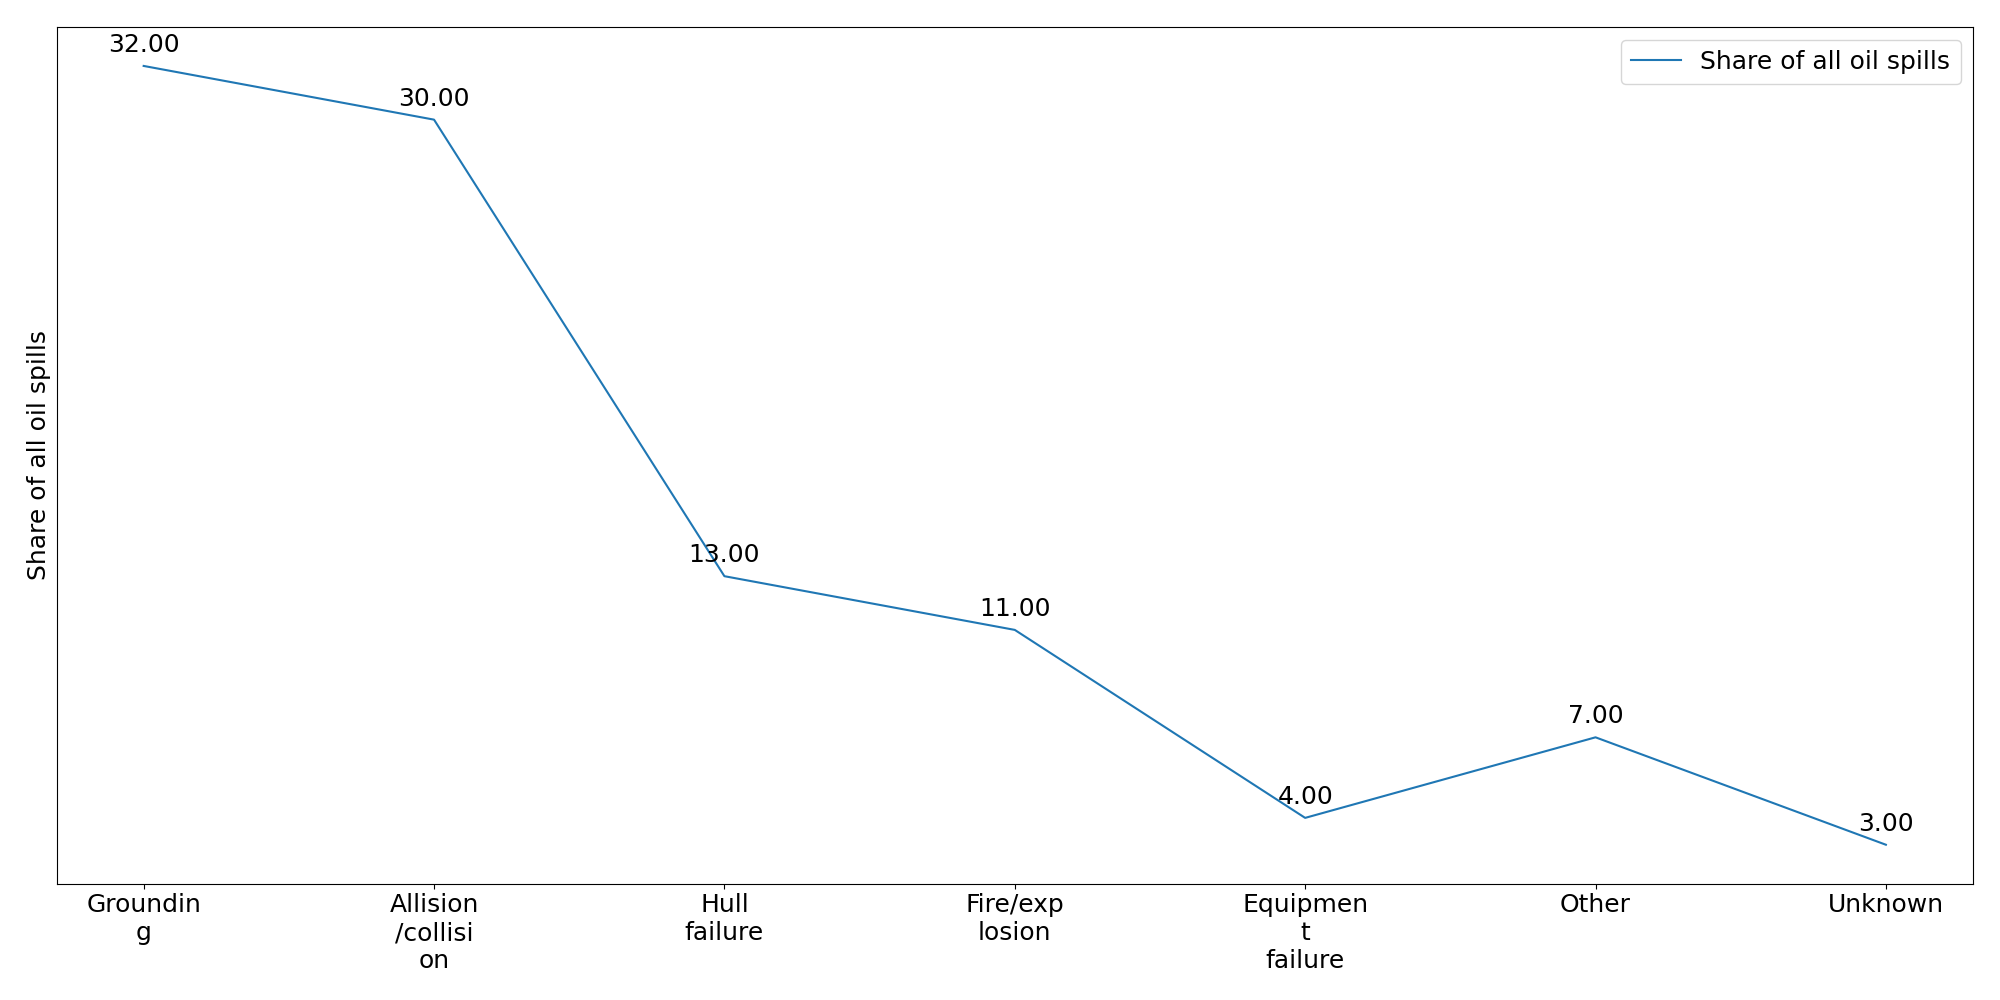 32.00
30.00
13.00
11.00
4.00
7.00
3.00
Share of all oil spills
Share of all oil spills
Groundin
g
Allision
/collisi
on
Hull
failure
Fire/exp
losion
Equipmen
t
failure
Other
Unknown